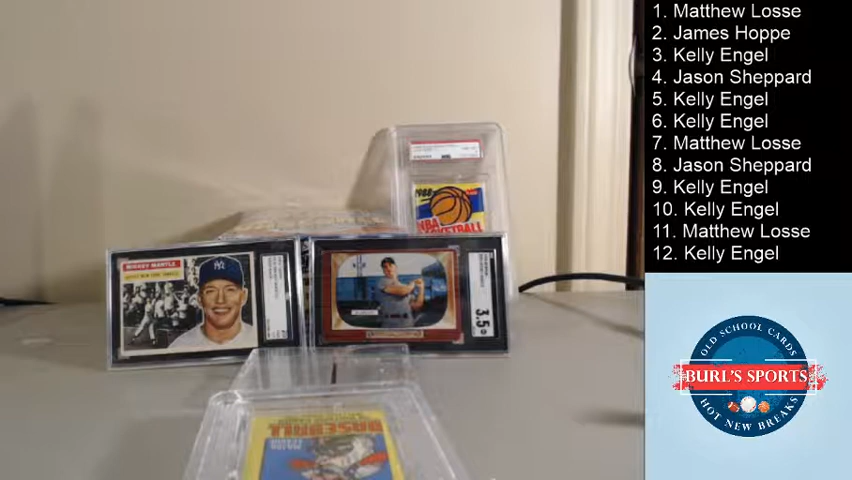 1. Matthew Losse
2. James Hoppe
3. Kelly Engel
4. Jason Sheppard
5. Kelly Engel
6. Kelly Engel
7. Matthew Losse
8. Jason Sheppard
9. Kelly Engel
10. Kelly Engel
11. Matthew Losse
12. Kelly Engel
1988
NBA
BASKETBALL
MICKEY MANTLE
3.5
BASEBALL
OLD SCHOOL CARDS
BURL'S SPORTS
HOT NEW BREAKS